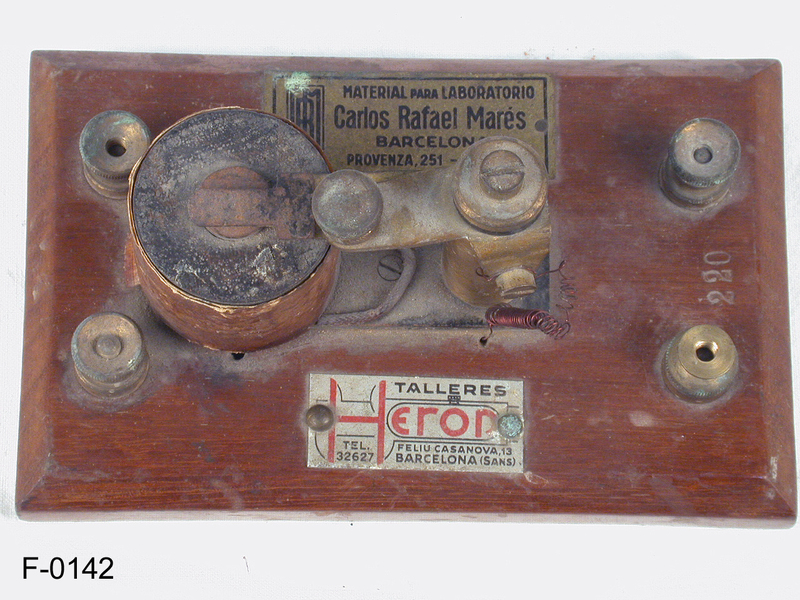 MATERIAL PARA LABORATORIO
Carlos Rafael Marés
BARCELONA
PROVENZA, 251 -
220
TALLERES
HERON
TEL.
32627
FELIU CASANOVA, 13
BARCELONA (SANS)
F-0142